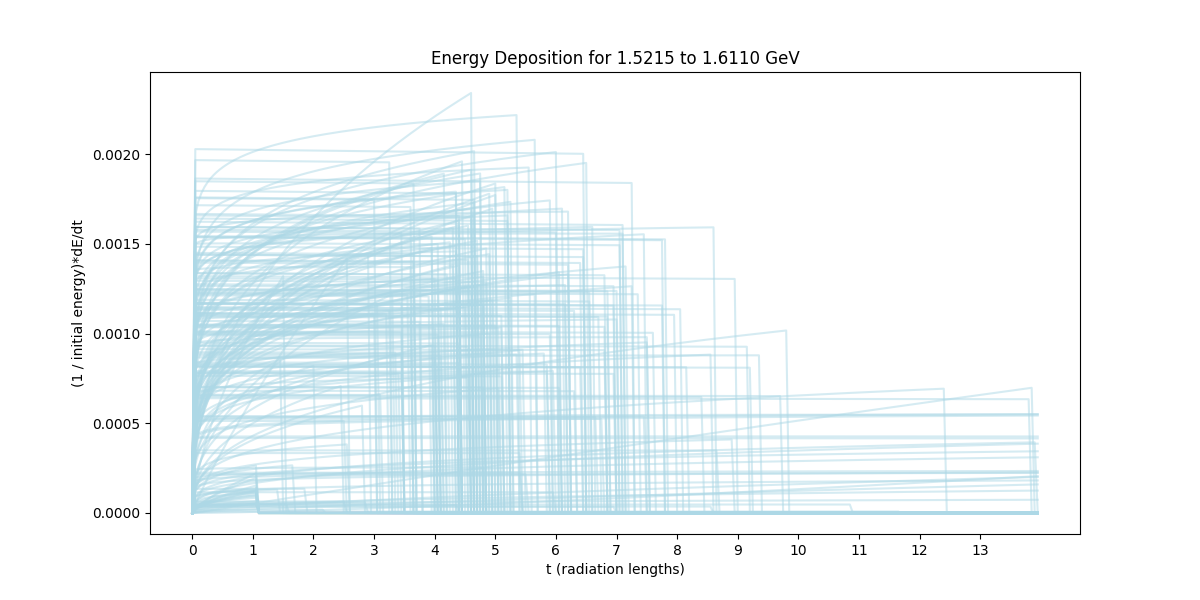 Energy Deposition for 1.5215 to 1.6110 GeV
(1 / initial energy)*dE/dt
0.0020
0.0015
0.0010
0.0005
0.0000
0 1 2 3 4 5 6 7 8 9 10 11 12 13
t (radiation lengths)